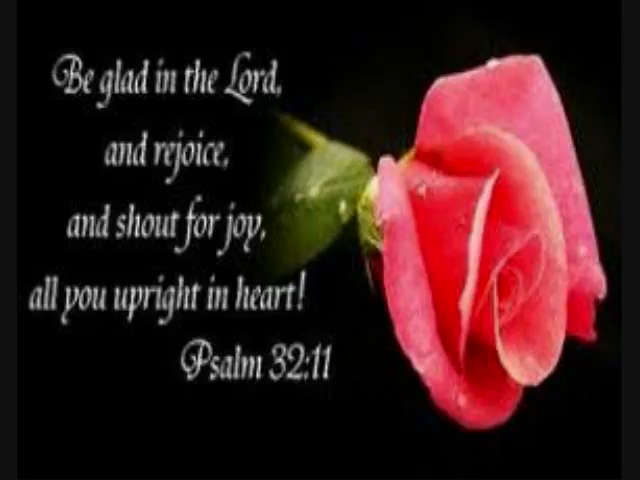 Be glad in the Lord,
and rejoice,
and shout for joy,
all you upright in heart!
Psalm 32:11